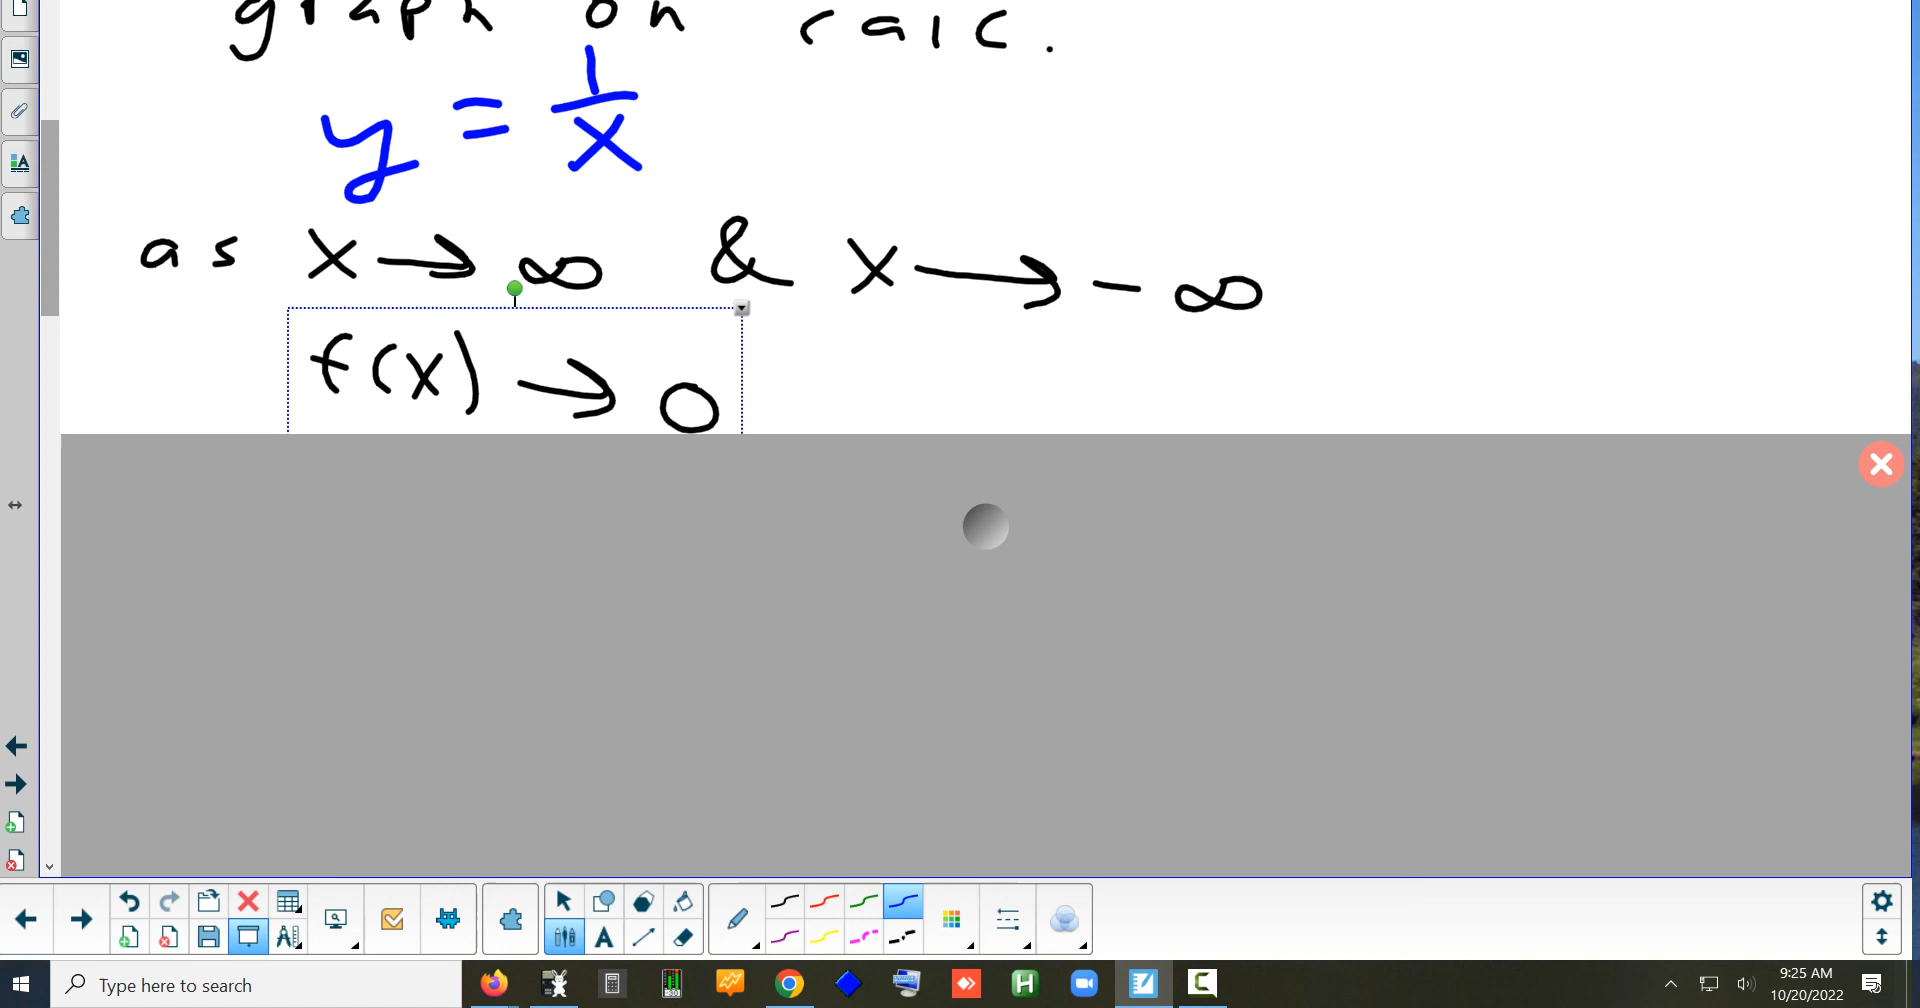 graph on calc.
y = 1/x
as x → ∞ & x → - ∞
f(x) → 0
Type here to search
9:25 AM
10/20/2022